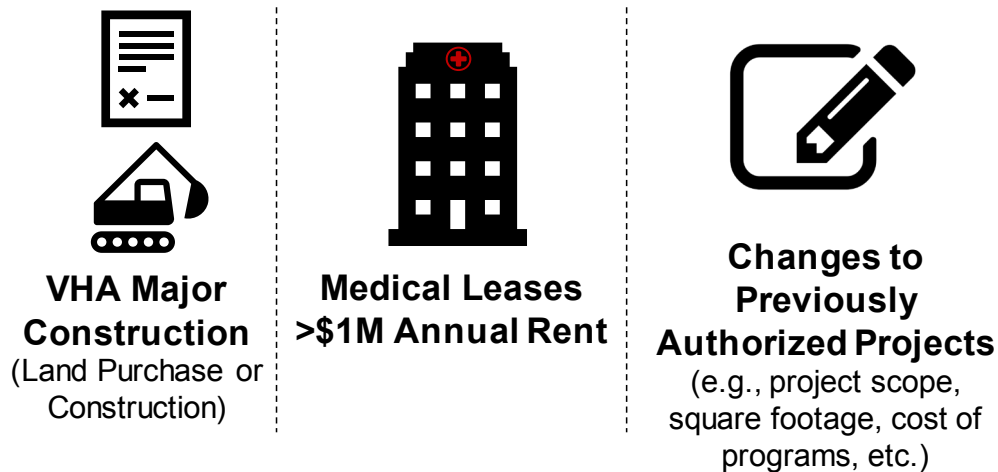 VHA Major
Construction
(Land Purchase or
Construction)
Medical Leases
>$1M Annual Rent
Changes to
Previously
Authorized Projects
(e.g., project scope,
square footage, cost of
programs, etc.)